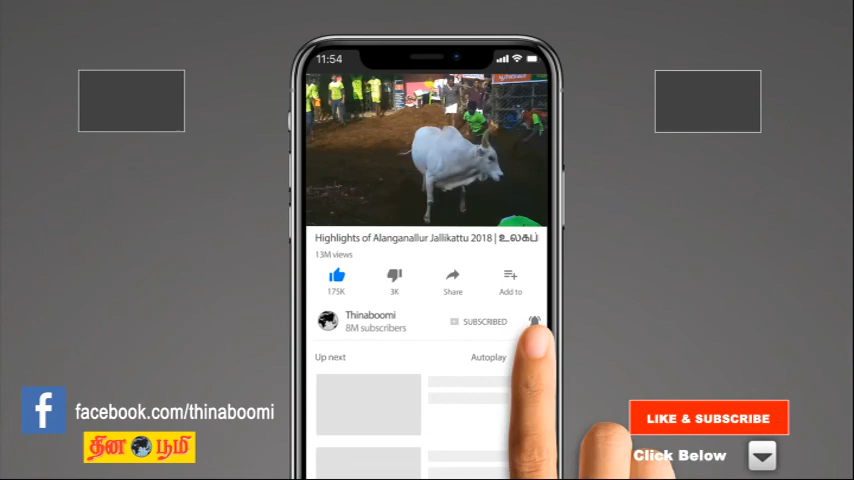 11:54
Highlights of Alanganallur Jallikattu 2018 | உலகப்
13M views
175K
3K
Share
Add to
Thinaboomi
8M subscribers
SUBSCRIBED
Up next
Autoplay
facebook.com/thinaboomi
தின பூமி
LIKE & SUBSCRIBE
Click Below